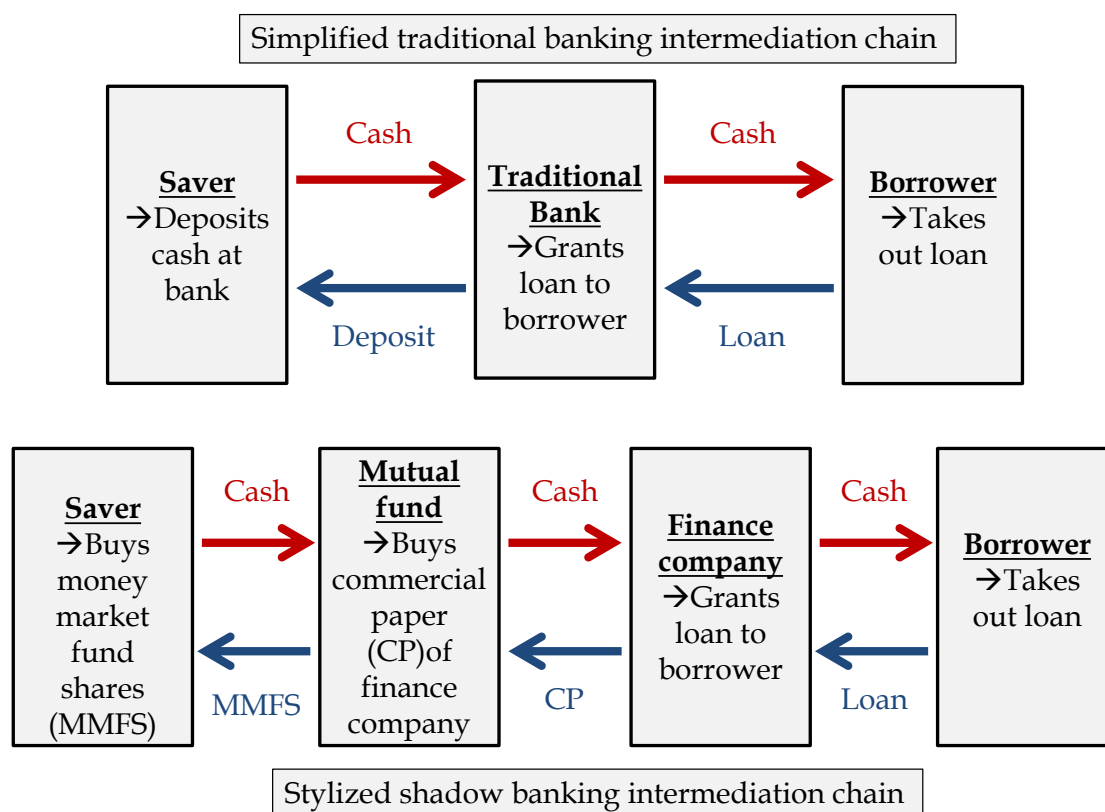 Simplified traditional banking intermediation chain
Saver
→Deposits
cash at
bank
Cash
Deposit
Traditional
Bank
→Grants
loan to
borrower
Cash
Loan
Borrower
→Takes
out loan
Saver
→Buys
money
market
fund
shares
(MMFS)
Cash
MMFS
Mutual
fund
→Buys
commercial
paper
(CP)of
finance
company
Cash
CP
Finance
company
→Grants
loan to
borrower
Cash
Loan
Borrower
→Takes
out loan
Stylized shadow banking intermediation chain